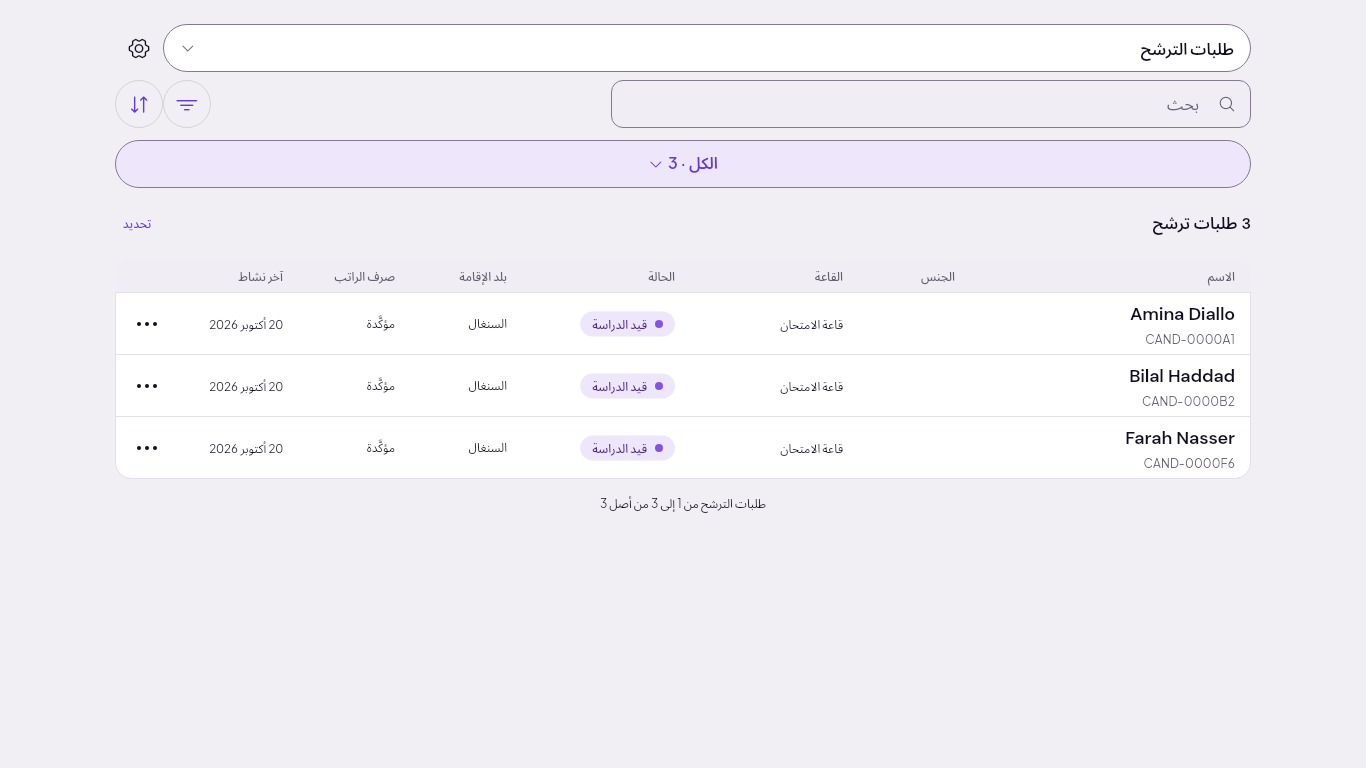 طلبات الترشح
بحث
الكل · 3
3 طلبات ترشح
تحديد
الاسم الجنس القاعة الحالة بلد الإقامة صرف الراتب آخر نشاط
Amina Diallo
CAND-0000A1
قاعة الامتحان قيد الدراسة السنغال مؤكَّدة 20 أكتوبر 2026
Bilal Haddad
CAND-0000B2
قاعة الامتحان قيد الدراسة السنغال مؤكَّدة 20 أكتوبر 2026
Farah Nasser
CAND-0000F6
قاعة الامتحان قيد الدراسة السنغال مؤكَّدة 20 أكتوبر 2026
طلبات الترشح من 1 إلى 3 من أصل 3